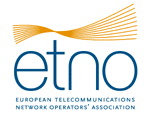 etno
EUROPEAN TELECOMMUNICATIONS
NETWORK OPERATORS' ASSOCIATION